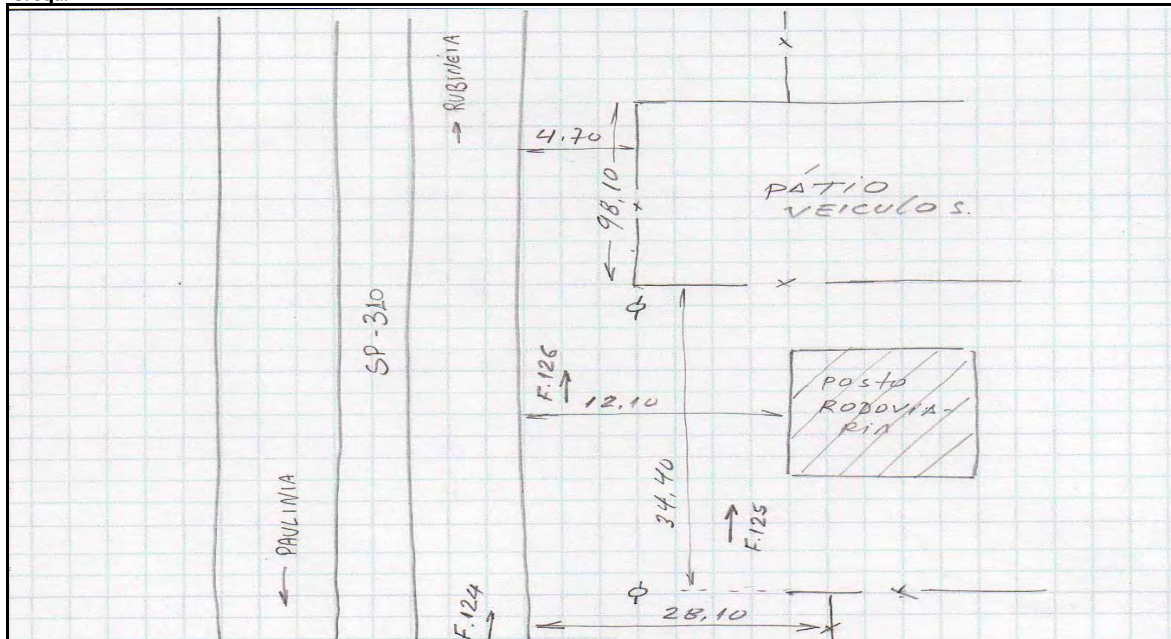 → RUBINÉIA
4.70
98,10
PÁTIO
VEICULOS.
SP-310
F.126
12,10
POSTO
RODOVIA-
RIA
34,40
F.125
← PAULINIA
F.124
28,10